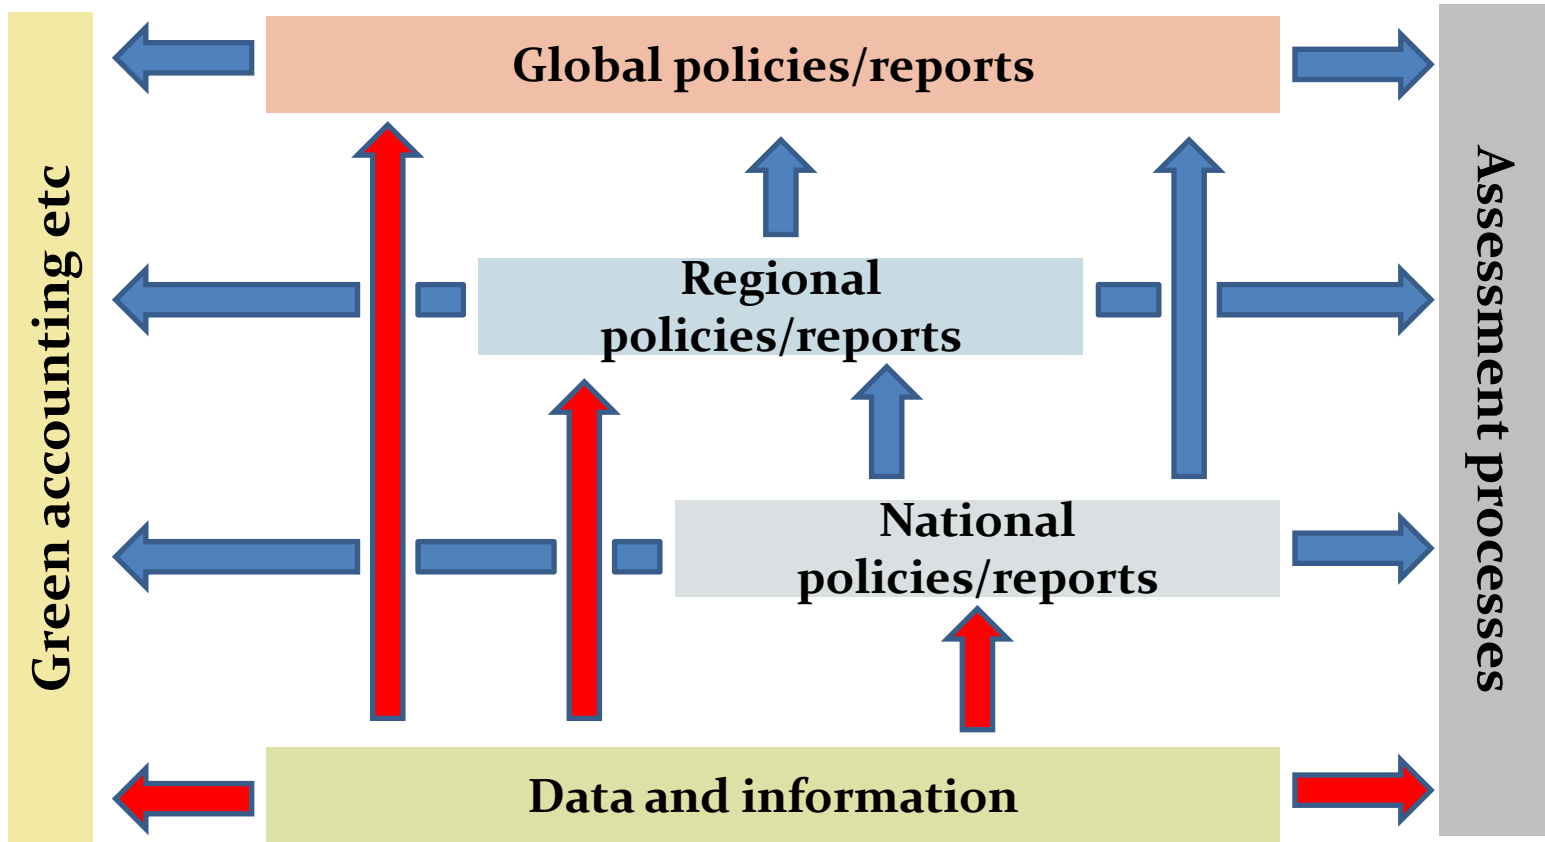 Global policies/reports
Green accounting etc
Assessment processes
Regional
policies/reports
National
policies/reports
Data and information